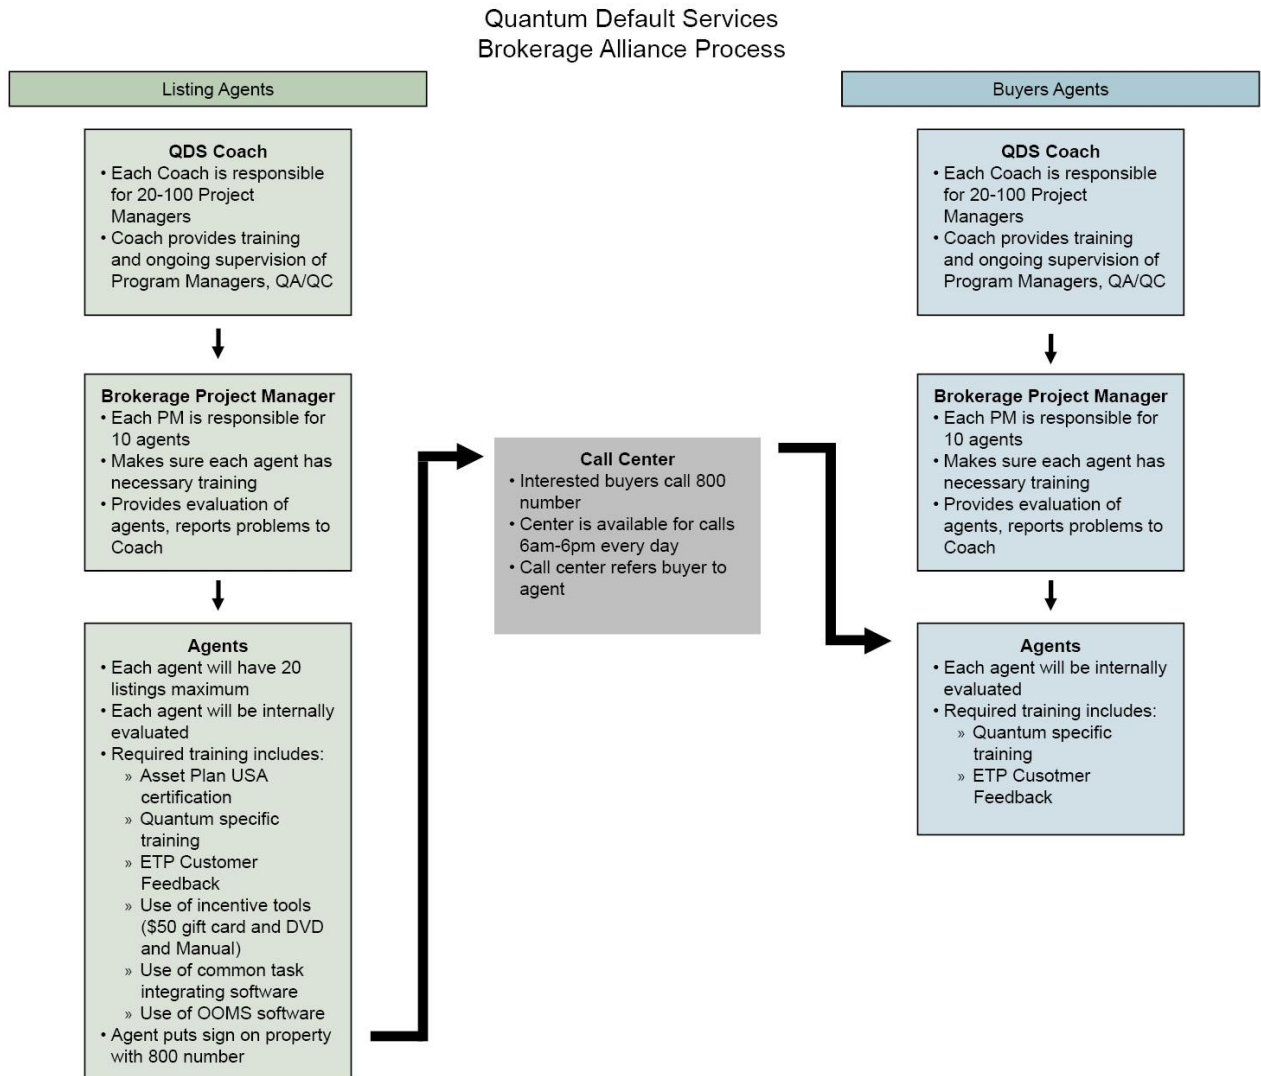 Quantum Default Services
Brokerage Alliance Process
Listing Agents
QDS Coach
• Each Coach is responsible
for 20-100 Project
Managers
• Coach provides training
and ongoing supervision of
Program Managers, QA/QC
Brokerage Project Manager
• Each PM is responsible for
10 agents
• Makes sure each agent has
necessary training
• Provides evaluation of
agents, reports problems to
Coach
Agents
• Each agent will have 20
listings maximum
• Each agent will be internally
evaluated
• Required training includes:
» Asset Plan USA
certification
» Quantum specific
training
» ETP Customer
Feedback
» Use of incentive tools
($50 gift card and DVD
and Manual)
» Use of common task
integrating software
» Use of OOMS software
• Agent puts sign on property
with 800 number
Call Center
• Interested buyers call 800
number
• Center is available for calls
6am-6pm every day
• Call center refers buyer to
agent
Buyers Agents
QDS Coach
• Each Coach is responsible
for 20-100 Project
Managers
• Coach provides training
and ongoing supervision of
Program Managers, QA/QC
Brokerage Project Manager
• Each PM is responsible for
10 agents
• Makes sure each agent has
necessary training
• Provides evaluation of
agents, reports problems to
Coach
Agents
• Each agent will be internally
evaluated
• Required training includes:
» Quantum specific
training
» ETP Cusotmer
Feedback